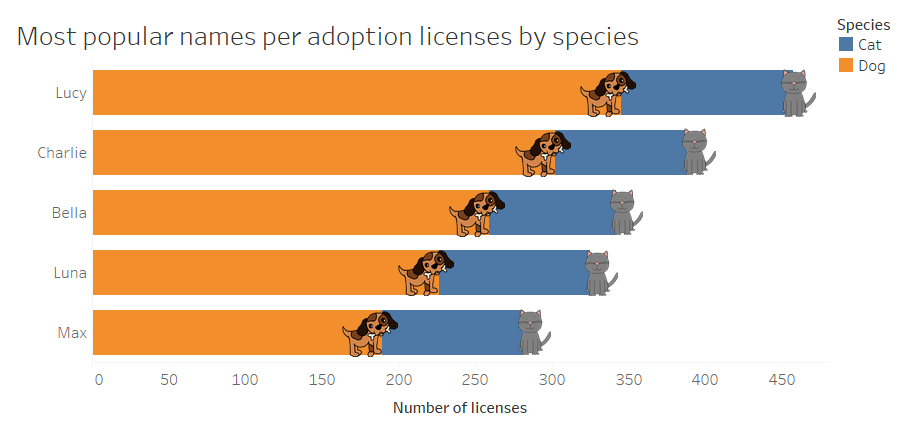 Most popular names per adoption licenses by species
Species
Cat
Dog
Lucy
Charlie
Bella
Luna
Max
0 50 100 150 200 250 300 350 400 450
Number of licenses